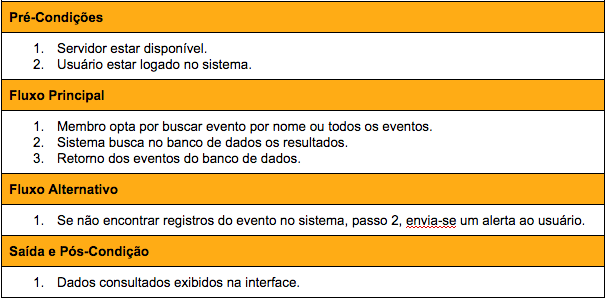 Pré-Condições
1. Servidor estar disponível.
2. Usuário estar logado no sistema.
Fluxo Principal
1. Membro opta por buscar evento por nome ou todos os eventos.
2. Sistema busca no banco de dados os resultados.
3. Retorno dos eventos do banco de dados.
Fluxo Alternativo
1. Se não encontrar registros do evento no sistema, passo 2, envia-se um alerta ao usuário.
Saída e Pós-Condição
1. Dados consultados exibidos na interface.